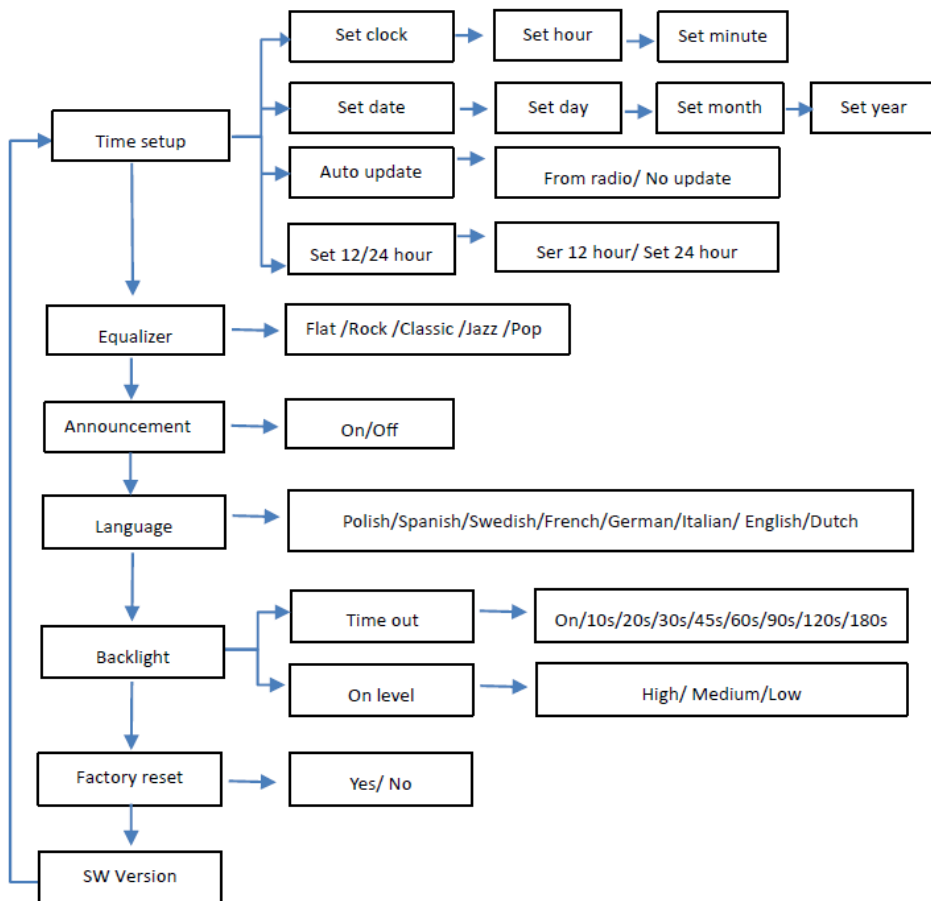 Set clock
Set hour
Set minute
Set date
Set day
Set month
Set year
Time setup
Auto update
From radio/ No update
Set 12/24 hour
Ser 12 hour/ Set 24 hour
Equalizer
Flat /Rock /Classic /Jazz /Pop
Announcement
On/Off
Language
Polish/Spanish/Swedish/French/German/Italian/ English/Dutch
Time out
On/10s/20s/30s/45s/60s/90s/120s/180s
Backlight
On level
High/ Medium/Low
Factory reset
Yes/ No
SW Version